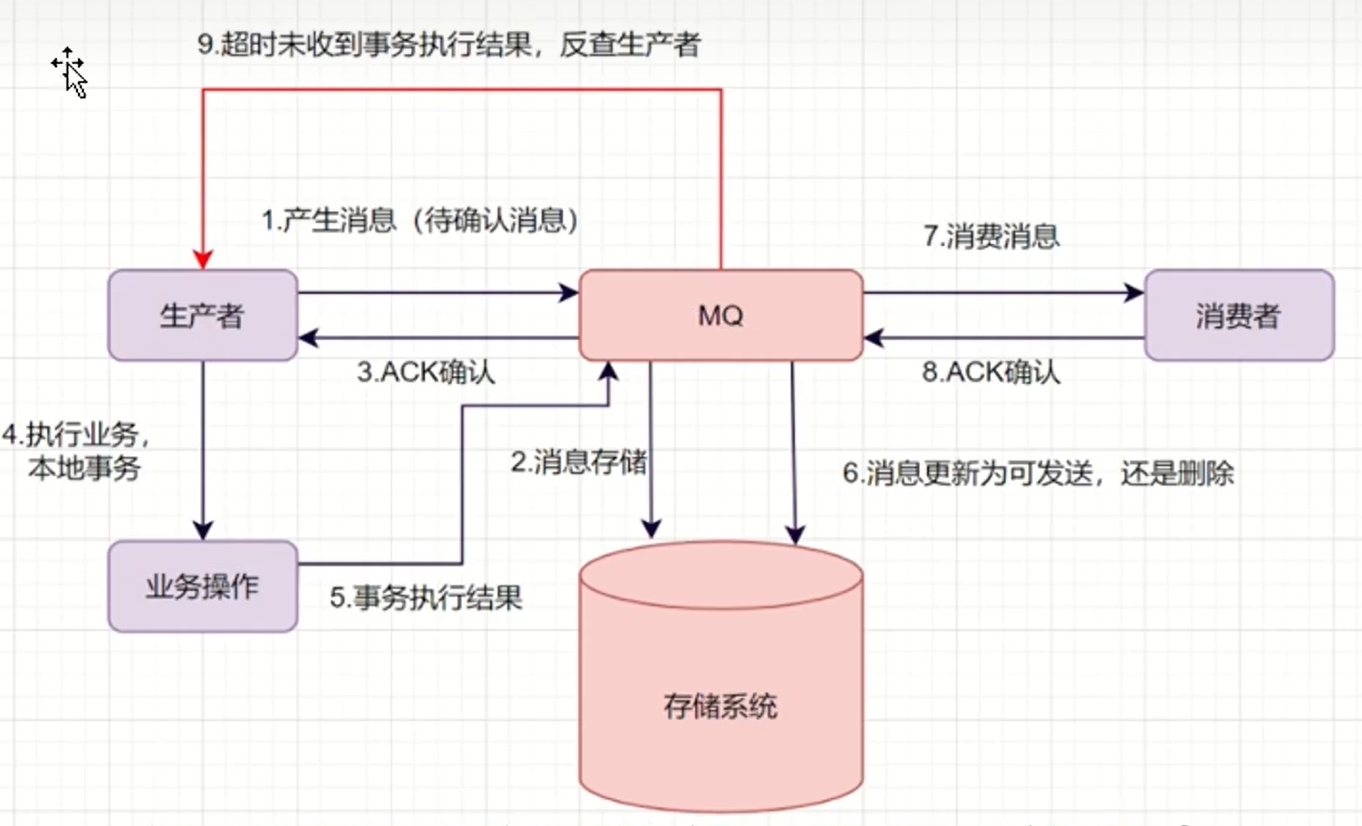 9.超时未收到事务执行结果，反查生产者
1.产生消息（待确认消息）
7.消费消息
生产者
MQ
消费者
3.ACK确认
8.ACK确认
4.执行业务，
本地事务
2.消息存储
6.消息更新为可发送，还是删除
业务操作
5.事务执行结果
存储系统